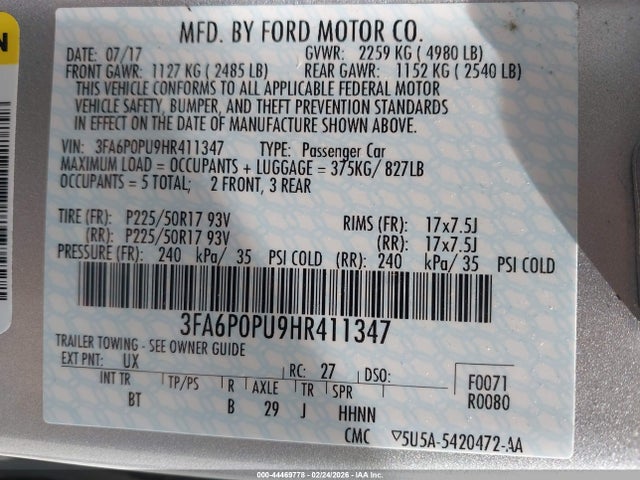 N
MFD. BY FORD MOTOR CO.
DATE: 07/17 GVWR: 2259 KG ( 4980 LB)
FRONT GAWR: 1127 KG ( 2485 LB) REAR GAWR: 1152 KG ( 2540 LB)
THIS VEHICLE CONFORMS TO ALL APPLICABLE FEDERAL MOTOR
VEHICLE SAFETY, BUMPER, AND THEFT PREVENTION STANDARDS
IN EFFECT ON THE DATE OF MANUFACTURE SHOWN ABOVE.
VIN: 3FA6P0PU9HR411347 TYPE: Passenger Car
MAXIMUM LOAD = OCCUPANTS + LUGGAGE = 375KG/ 827LB
OCCUPANTS = 5 TOTAL; 2 FRONT, 3 REAR
TIRE (FR): P225/50R17 93V RIMS (FR): 17x7.5J
(RR): P225/50R17 93V (RR): 17x7.5J
PRESSURE (FR): 240 kPa/ 35 PSI COLD (RR): 240 kPa/ 35 PSI COLD
3FA6P0PU9HR411347
TRAILER TOWING - SEE OWNER GUIDE
EXT PNT: UX RC: 27 DSO: F0071
INT TR TP/PS R AXLE TR SPR R0080
BT B 29 J HHNN
CMC ▽5U5A-5420472-AA
000-44469778 - 02/24/2026 - IAA Inc.